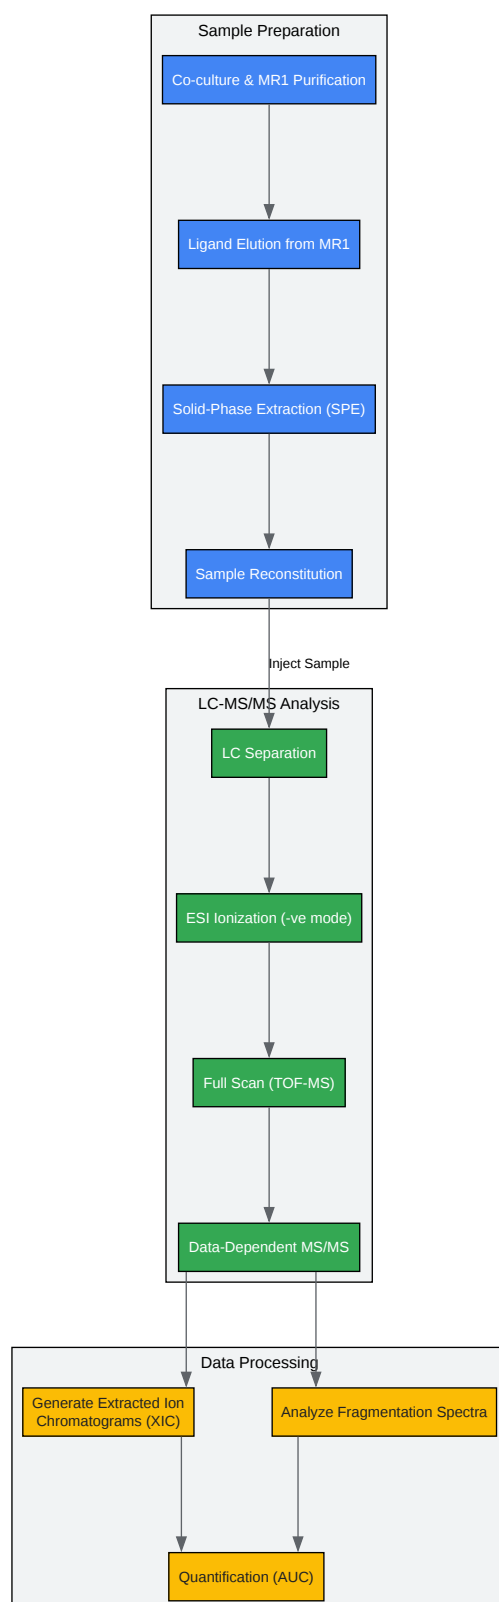 Sample Preparation
Co-culture & MR1 Purification
Ligand Elution from MR1
Solid-Phase Extraction (SPE)
Sample Reconstitution
Inject Sample
LC-MS/MS Analysis
LC Separation
ESI Ionization (-ve mode)
Full Scan (TOF-MS)
Data-Dependent MS/MS
Data Processing
Generate Extracted Ion
Chromatograms (XIC)
Analyze Fragmentation Spectra
Quantification (AUC)